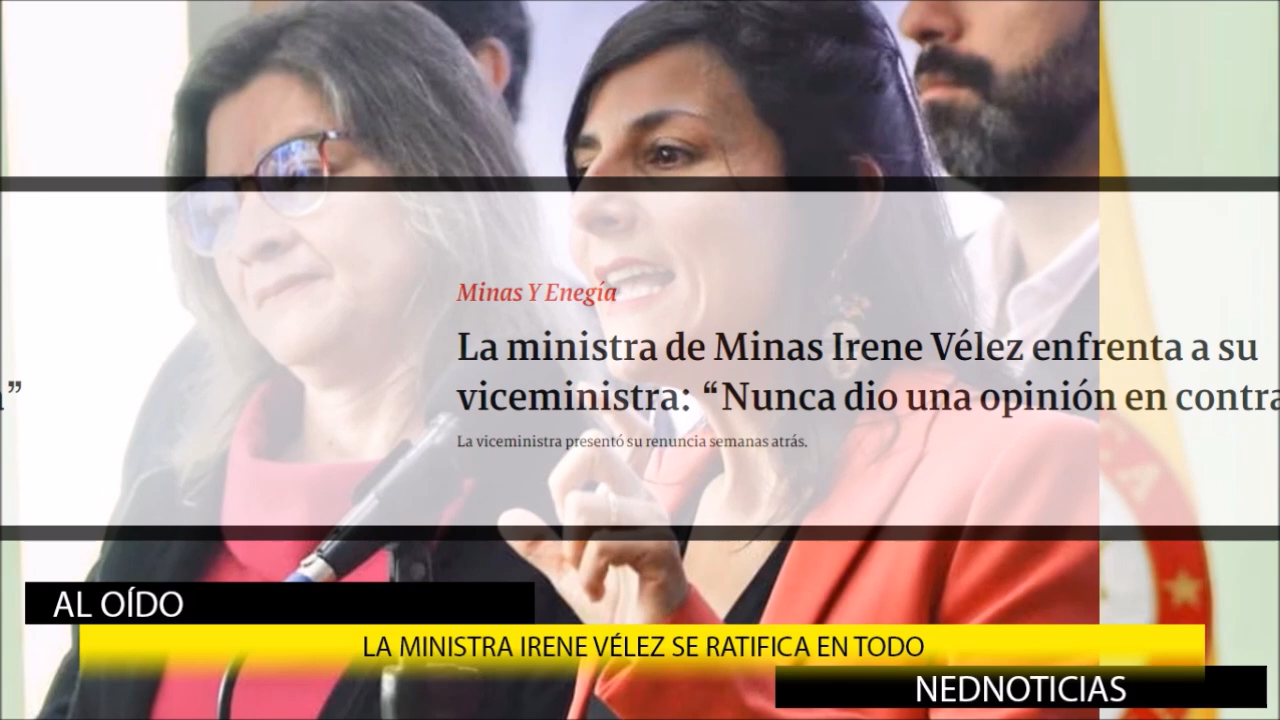 Minas Y Enegía
La ministra de Minas Irene Vélez enfrenta a su
viceministra: “Nunca dio una opinión en contra
”
La viceministra presentó su renuncia semanas atrás.
AL OÍDO
LA MINISTRA IRENE VÉLEZ SE RATIFICA EN TODO
NEDNOTICIAS